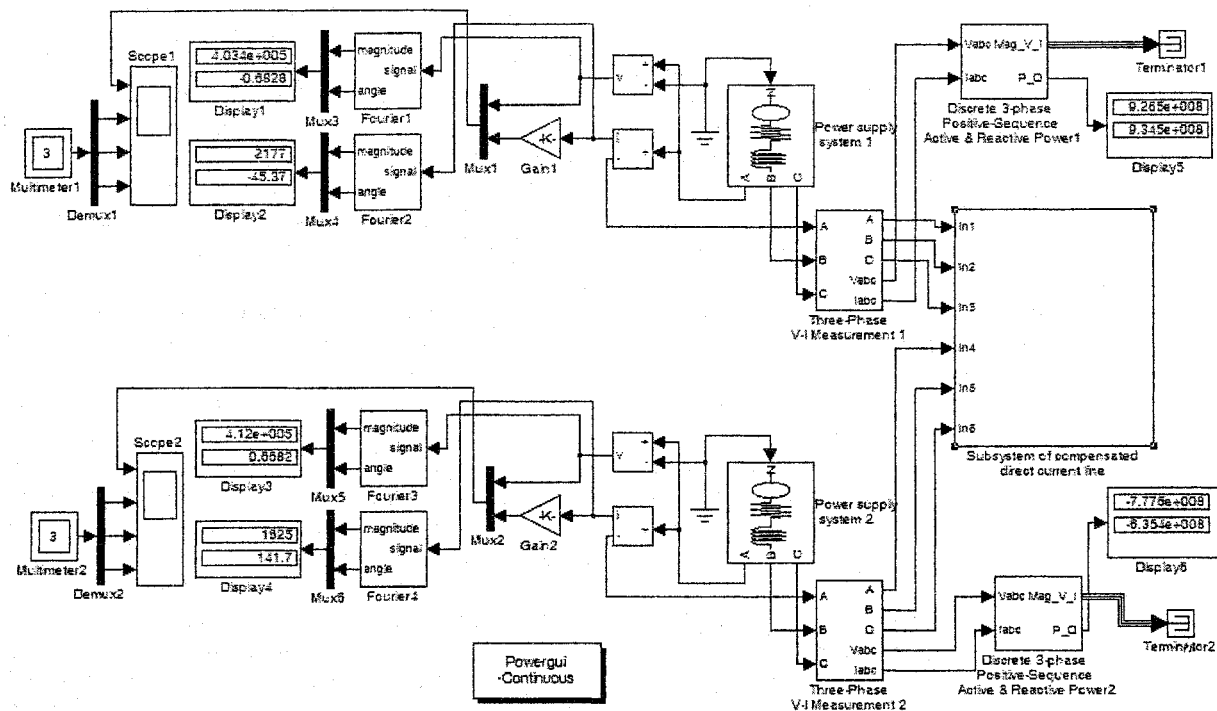 Scope1
4.034e+005
-0.6828
Display1
2177
-45.37
Display2
3
Multimeter1
Demux1
Mux3
magnitude
signal
angle
Fourier1
Mux4
magnitude
signal
angle
Fourier2
Mux1
-K-
Gain1
+
v
-
+
i
-
N
A B C
Power supply
system 1
Vabc Mag_V_I
Iabc
P_Q
Discrete 3-phase
Positive-Sequence
Active & Reactive Power1
Terminator1
9.265e+008
9.345e+008
Display5
A
B
C
A
B
C
Vabc
Iabc
Three-Phase
V-I Measurement 1
In1
In2
In3
In4
In5
In6
Subsystem of compensated
direct current line
Scope2
4.12e+005
0.6582
Display3
1825
141.7
Display4
3
Multimeter2
Demux2
Mux5
magnitude
signal
angle
Fourier3
Mux6
magnitude
signal
angle
Fourier4
Mux2
-K-
Gain2
+
v
-
+
i
-
N
A B C
Power supply
system 2
A
B
C
A
B
C
Vabc
Iabc
Three-Phase
V-I Measurement 2
Vabc Mag_V_I
Iabc
P_Q
Discrete 3-phase
Positive-Sequence
Active & Reactive Power2
-7.775e+008
-6.354e+008
Display6
Terminator2
Powergui
-Continuous